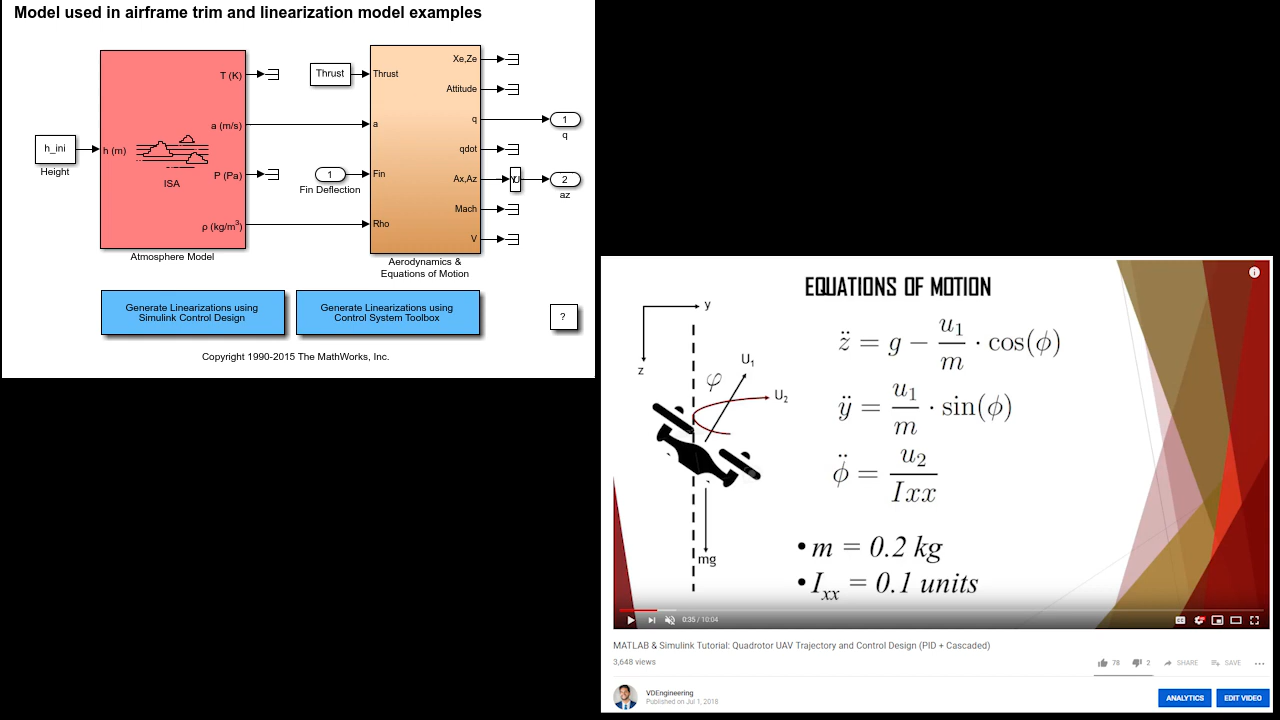 Model used in airframe trim and linearization model examples
h_ini
Height
h (m)
T (K)
a (m/s)
P (Pa)
ρ (kg/m³)
ISA
Atmosphere Model
Thrust
1
Fin Deflection
Thrust
a
Fin
Rho
Xe,Ze
Attitude
q
qdot
Ax,Az
Mach
V
Aerodynamics &
Equations of Motion
1
q
2
az
Generate Linearizations using
Simulink Control Design
Generate Linearizations using
Control System Toolbox
?
Copyright 1990-2015 The MathWorks, Inc.
EQUATIONS OF MOTION
y
z
U₁
φ
U₂
mg
z̈ = g − u₁/m · cos(ϕ)
ÿ = u₁/m · sin(ϕ)
ϕ̈ = u₂/Ixx
• m = 0.2 kg
• Iₓₓ = 0.1 units
0:35 / 10:04
MATLAB & Simulink Tutorial: Quadrotor UAV Trajectory and Control Design (PID + Cascaded)
3,648 views
78
2
SHARE
SAVE
VDEngineering
Published on Jul 1, 2018
ANALYTICS
EDIT VIDEO